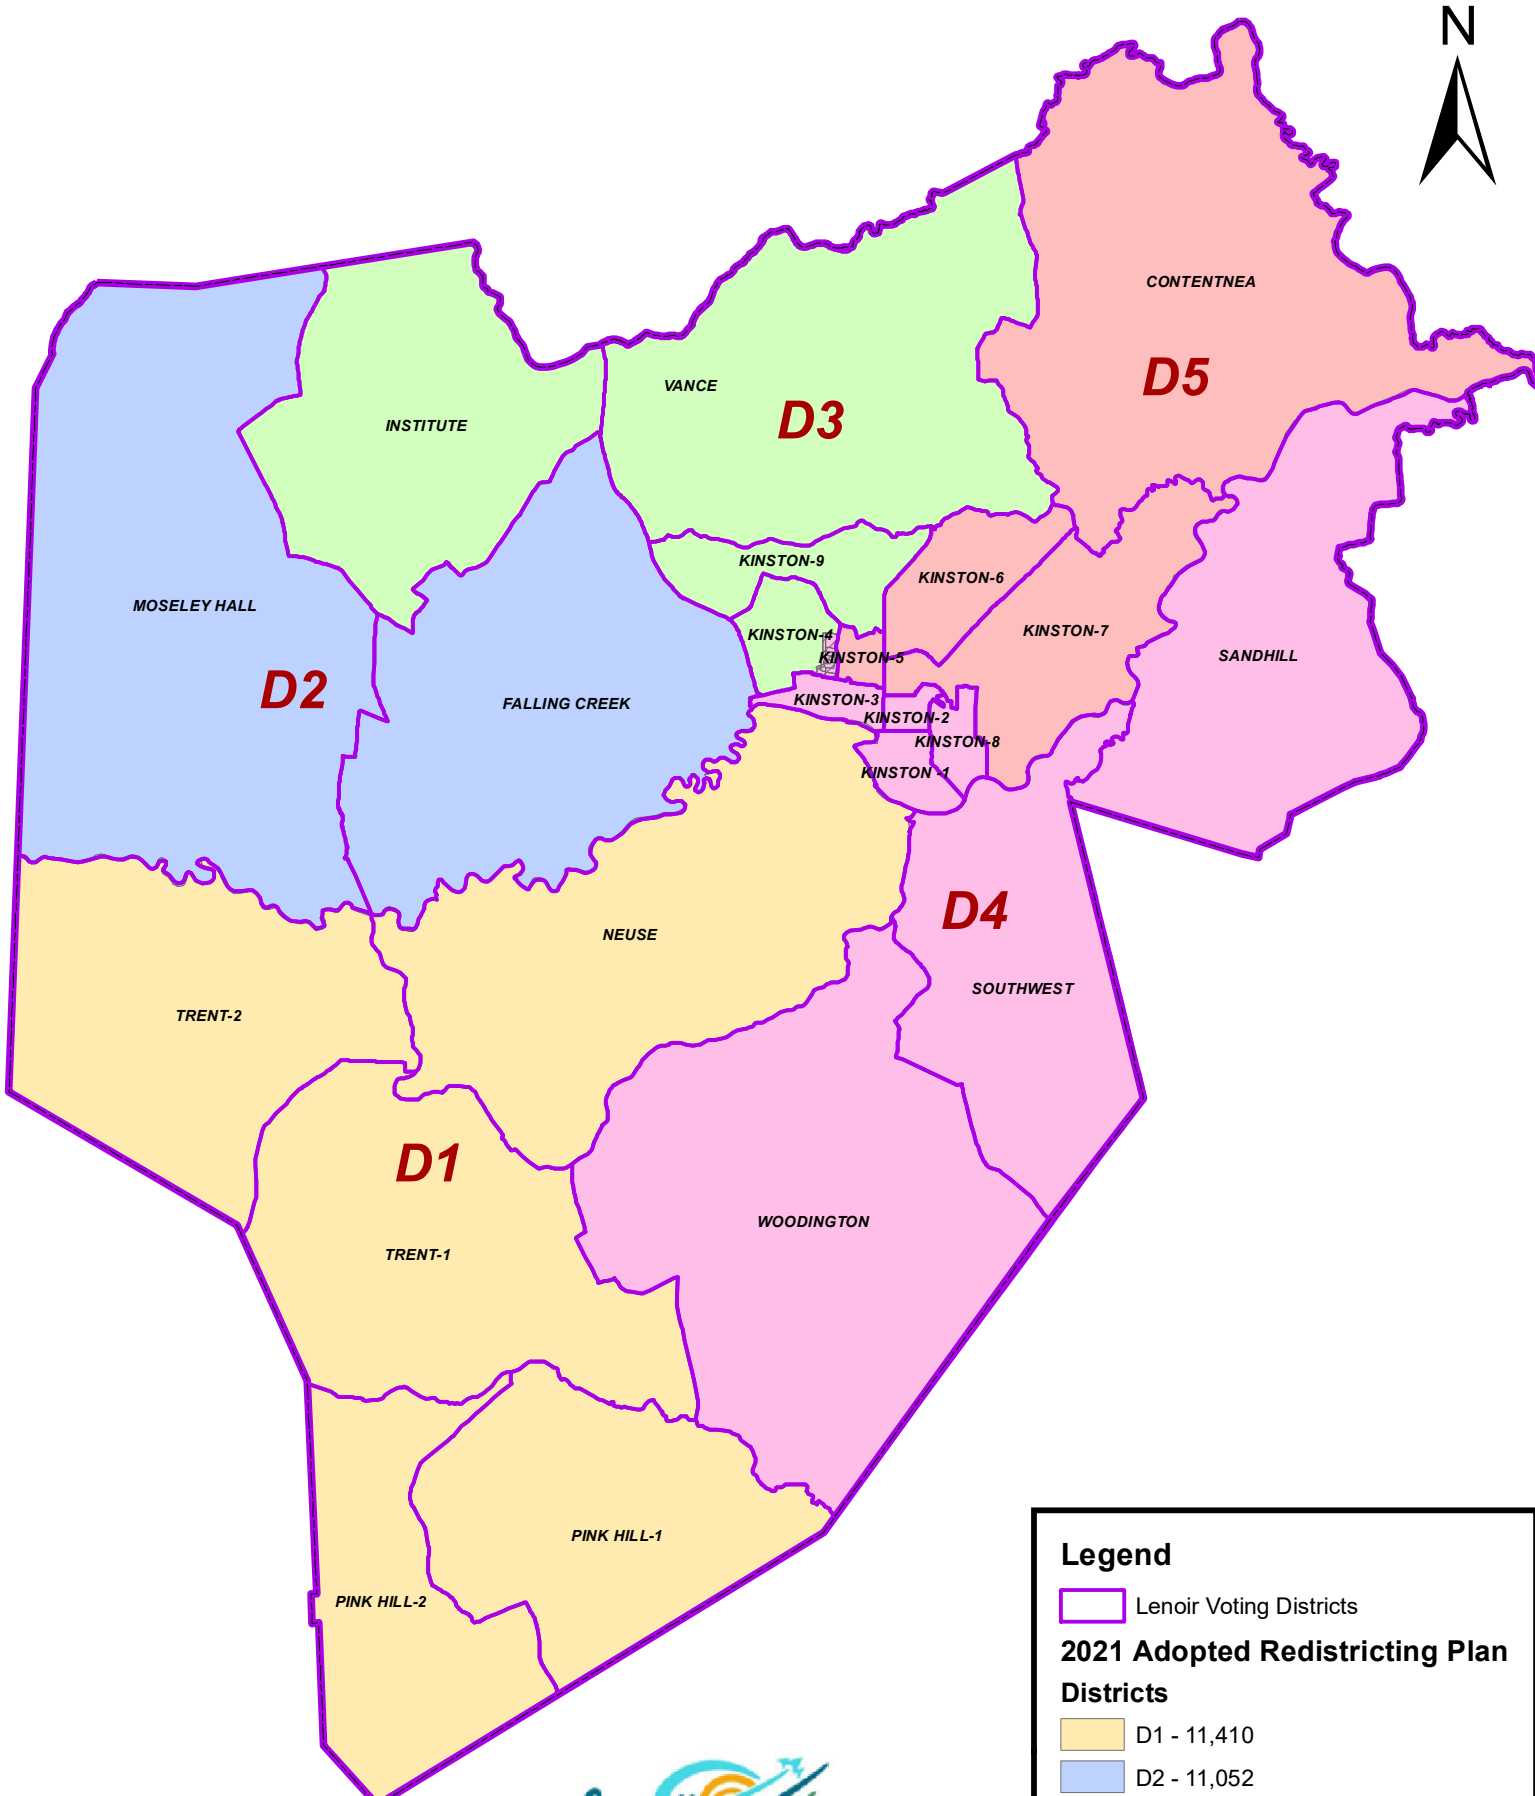 N
CONTENTNEA
D5
VANCE
D3
INSTITUTE
KINSTON-9
KINSTON-6
MOSELEY HALL
KINSTON-4
KINSTON-7
KINSTON-5
SANDHILL
D2
FALLING CREEK
KINSTON-3
KINSTON-2
KINSTON-8
KINSTON -1
D4
NEUSE
SOUTHWEST
TRENT-2
D1
WOODINGTON
TRENT-1
PINK HILL-1
PINK HILL-2
Legend
Lenoir Voting Districts
2021 Adopted Redistricting Plan
Districts
D1 - 11,410
D2 - 11,052